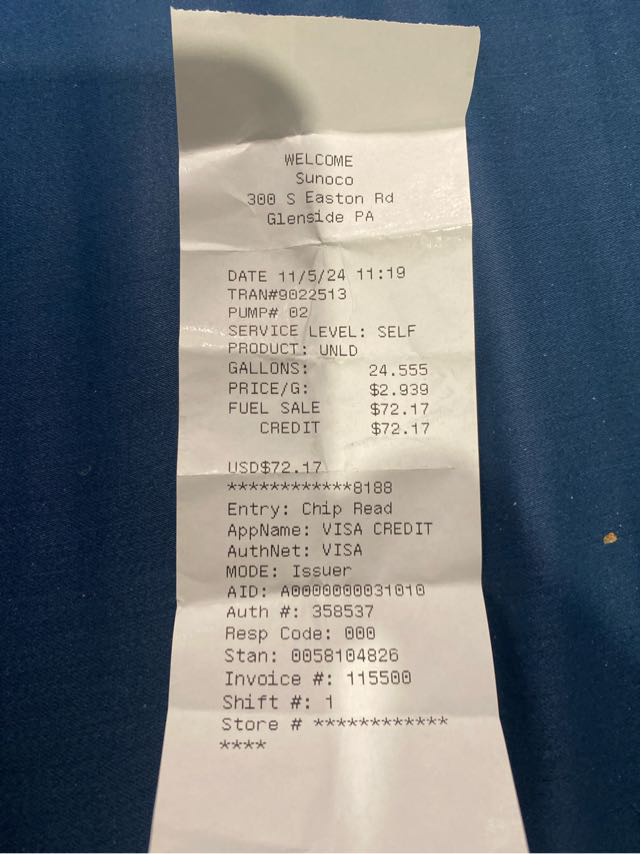 WELCOME
Sunoco
300 S Easton Rd
Glenside PA
DATE 11/5/24 11:19
TRAN#9022513
PUMP# 02
SERVICE LEVEL: SELF
PRODUCT: UNLD
GALLONS: 24.555
PRICE/G: $2.939
FUEL SALE $72.17
CREDIT $72.17
USD$72.17
************8188
Entry: Chip Read
AppName: VISA CREDIT
AuthNet: VISA
MODE: Issuer
AID: A0000000031010
Auth #: 358537
Resp Code: 000
Stan: 0058104826
Invoice #: 115500
Shift #: 1
Store # ************
****